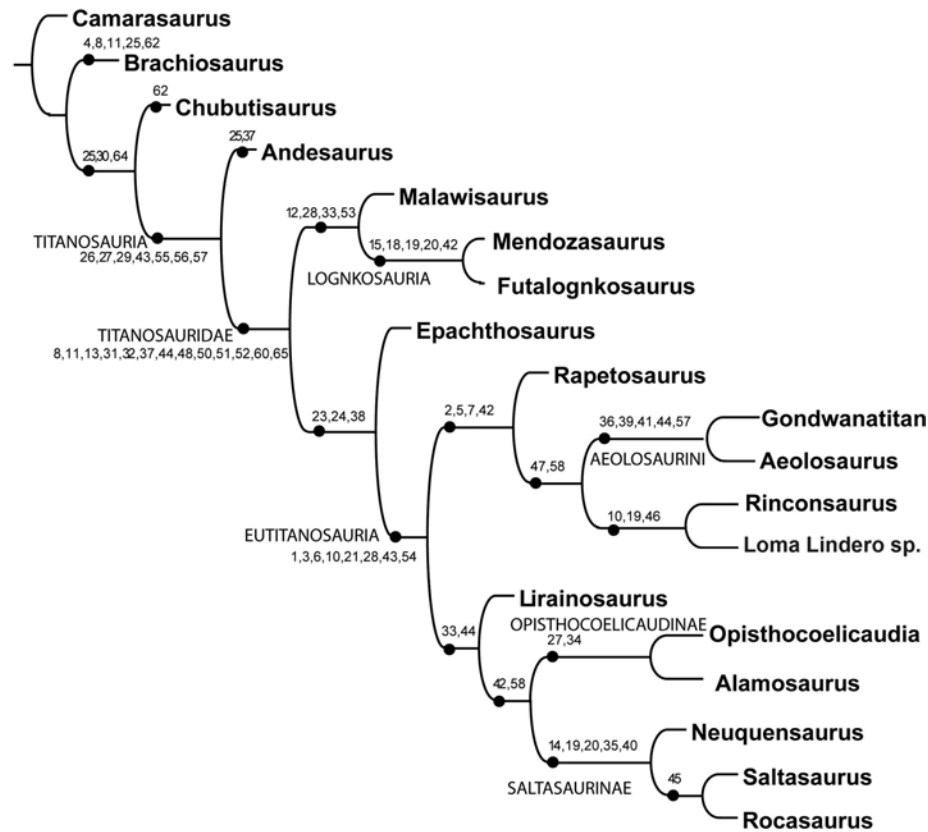 Camarasaurus
4,8,11,25,62
Brachiosaurus
62
Chubutisaurus
25,37
Andesaurus
25,30,64
12,28,33,53
Malawisaurus
TITANOSAURIA
26,27,29,43,55,56,57
15,18,19,20,42
Mendozasaurus
LOGNKOSAURIA
Futalognkosaurus
TITANOSAURIDAE
8,11,13,31,32,37,44,48,50,51,52,60,65
Epachthosaurus
Rapetosaurus
23,24,38
2,5,7,42
36,39,41,44,57
Gondwanatitan
AEOLOSAURINI
Aeolosaurus
47,58
Rinconsaurus
10,19,46
EUTITANOSAURIA
1,3,6,10,21,28,43,54
Loma Lindero sp.
Lirainosaurus
33,44
OPISTHOCOELICAUDINAE
27,34
Opisthocoelicaudia
42,58
Alamosaurus
14,19,20,35,40
Neuquensaurus
SALTASAURINAE
45
Saltasaurus
Rocasaurus